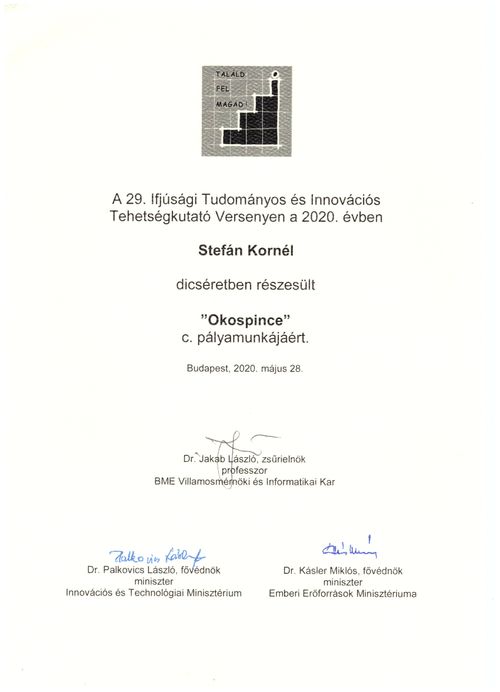 TALÁLD
FEL
MAGAD!
A 29. Ifjúsági Tudományos és Innovációs
Tehetségkutató Versenyen a 2020. évben
Stefán Kornél
dicséretben részesült
”Okospince”
c. pályamunkájáért.
Budapest, 2020. május 28.
Dr. Jakab László, zsűrielnök
professzor
BME Villamosmérnöki és Informatikai Kar
Palkovics László
Dr. Palkovics László, fővédnök
miniszter
Innovációs és Technológiai Minisztérium
Dr. Kásler Miklós, fővédnök
miniszter
Emberi Erőforrások Minisztériuma